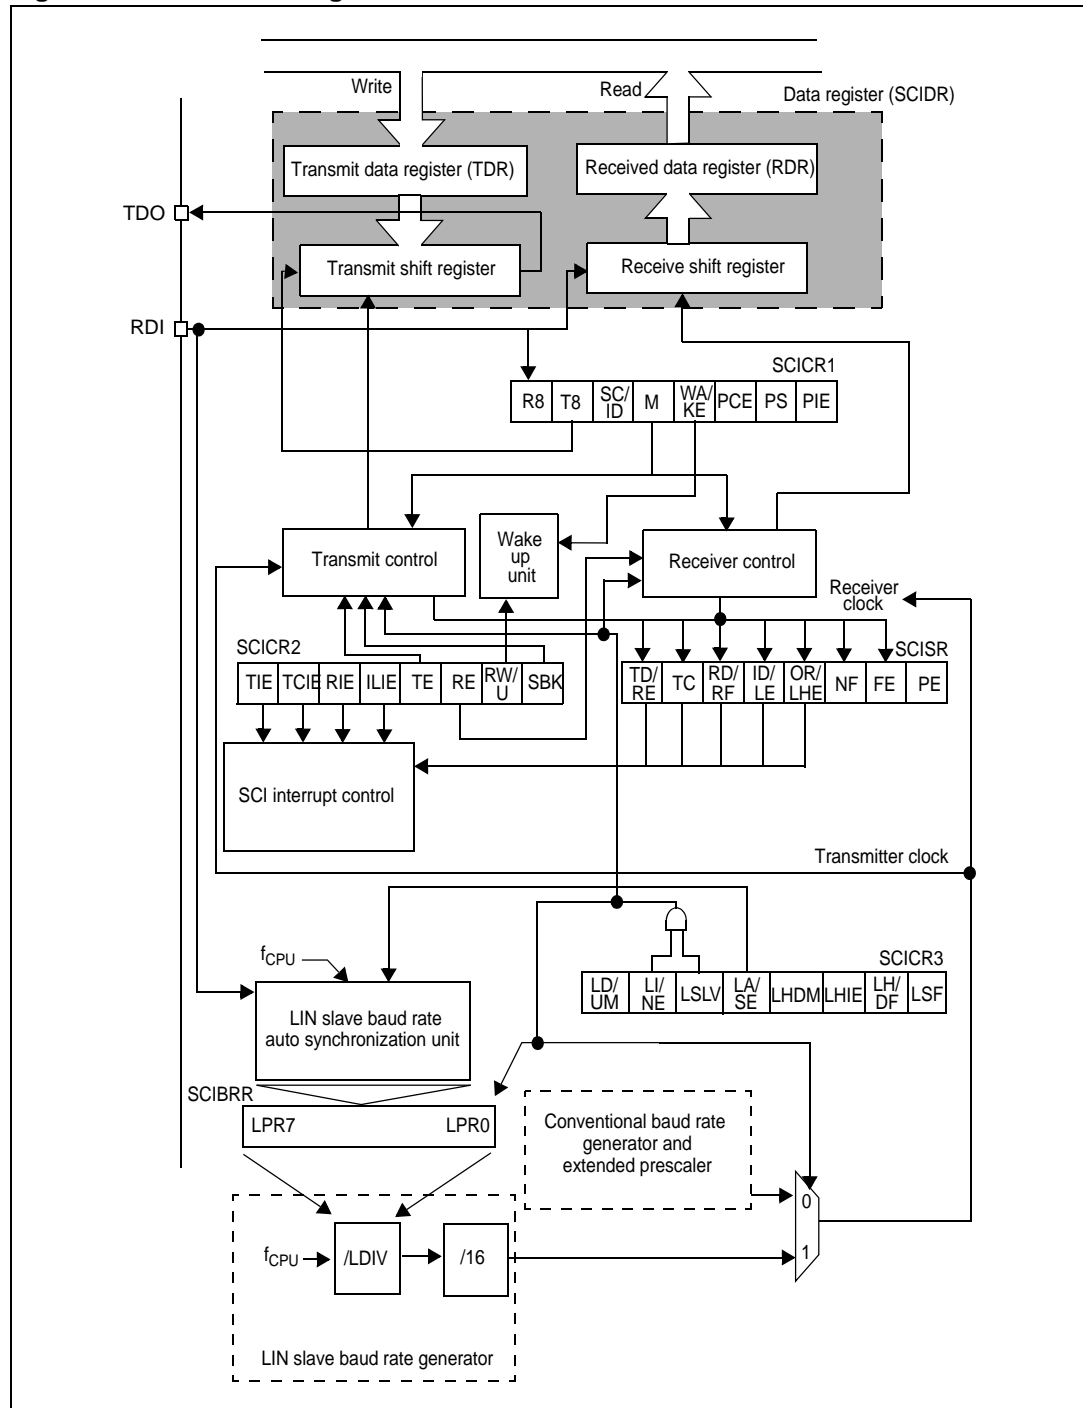 Write
Read
Data register (SCIDR)
Transmit data register (TDR)
Received data register (RDR)
TDO
Transmit shift register
Receive shift register
RDI
SCICR1
R8 T8 SC/ID M WA/KE PCE PS PIE
Transmit control
Wake
up
unit
Receiver control
Receiver
clock
SCICR2
SCISR
TIE TCIE RIE ILIE TE RE RW/U SBK
TD/RE TC RD/RF ID/LE OR/LHE NF FE PE
SCI interrupt control
Transmitter clock
fCPU
SCICR3
LD/UM LI/NE LSLV LA/SE LHDM LHIE LH/DF LSF
LIN slave baud rate
auto synchronization unit
SCIBRR
LPR7 LPR0
Conventional baud rate
generator and
extended prescaler
0
fCPU /LDIV /16
1
LIN slave baud rate generator